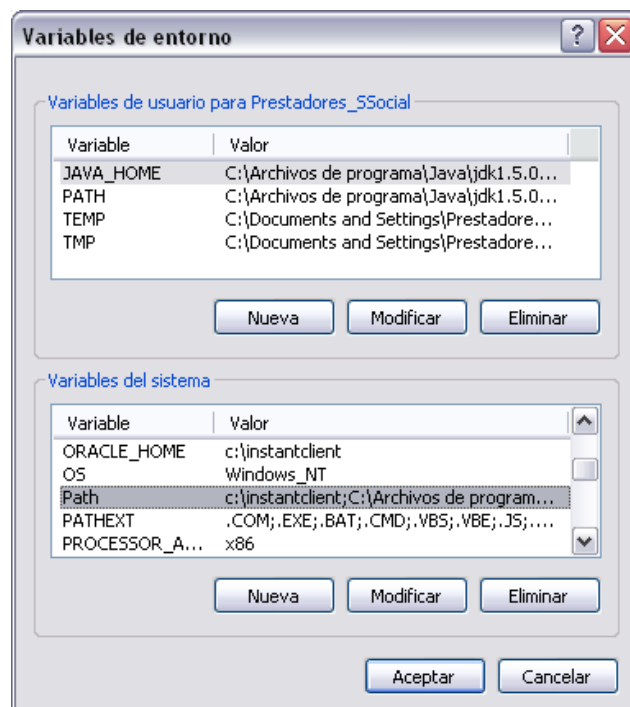 Variables de entorno
Variables de usuario para Prestadores_SSocial
Variable Valor
JAVA_HOME C:\Archivos de programa\Java\jdk1.5.0...
PATH C:\Archivos de programa\Java\jdk1.5.0...
TEMP C:\Documents and Settings\Prestadore...
TMP C:\Documents and Settings\Prestadore...
Nueva Modificar Eliminar
Variables del sistema
Variable Valor
ORACLE_HOME c:\instantclient
OS Windows_NT
Path c:\instantclient;C:\Archivos de program...
PATHEXT .COM;.EXE;.BAT;.CMD;.VBS;.VBE;.JS;....
PROCESSOR_A... x86
Nueva Modificar Eliminar
Aceptar Cancelar